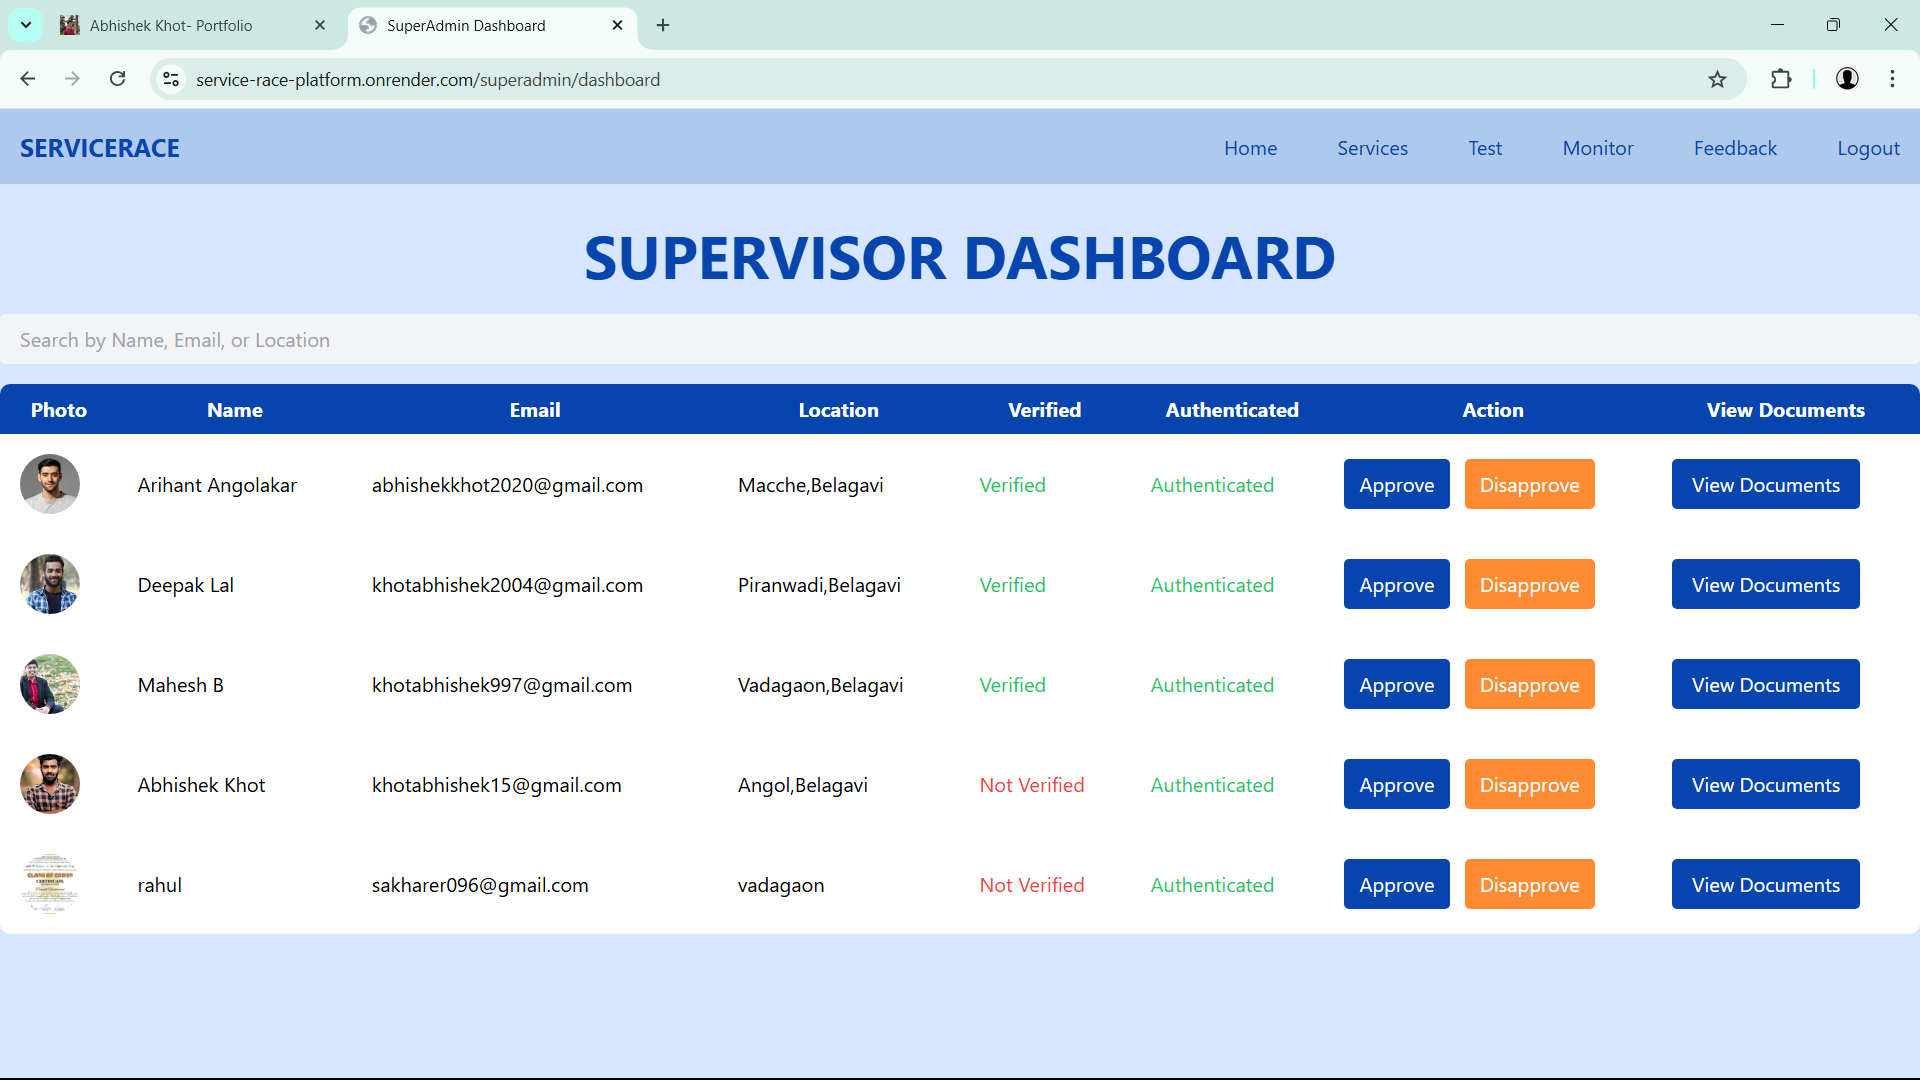 Abhishek Khot- Portfolio
SuperAdmin Dashboard
service-race-platform.onrender.com/superadmin/dashboard
SERVICERACE
Home Services Test Monitor Feedback Logout
SUPERVISOR DASHBOARD
Search by Name, Email, or Location
Photo Name Email Location Verified Authenticated Action View Documents
Arihant Angolakar abhishekkhot2020@gmail.com Macche,Belagavi Verified Authenticated Approve Disapprove View Documents
Deepak Lal khotabhishek2004@gmail.com Piranwadi,Belagavi Verified Authenticated Approve Disapprove View Documents
Mahesh B khotabhishek997@gmail.com Vadagaon,Belagavi Verified Authenticated Approve Disapprove View Documents
Abhishek Khot khotabhishek15@gmail.com Angol,Belagavi Not Verified Authenticated Approve Disapprove View Documents
CLASH OF CODES
CERTIFICATE
rahul sakharer096@gmail.com vadagaon Not Verified Authenticated Approve Disapprove View Documents